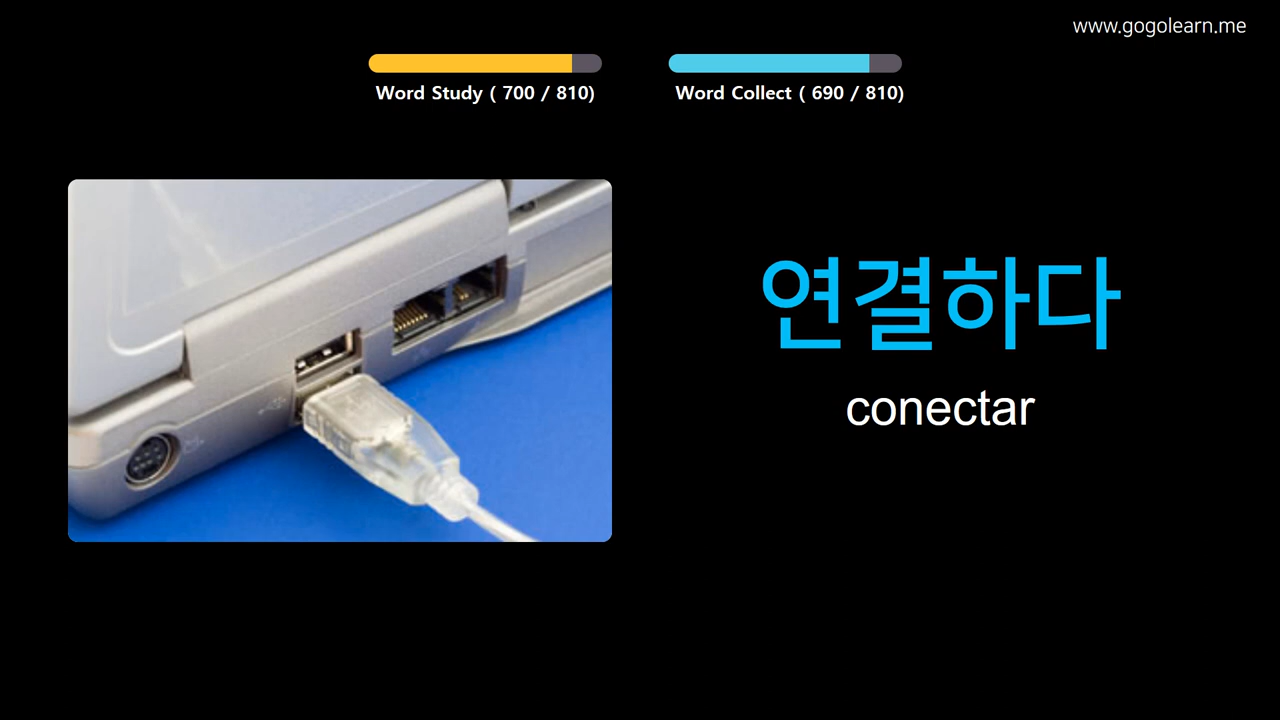 www.gogolearn.me
Word Study ( 700 / 810)
Word Collect ( 690 / 810)
연결하다
conectar